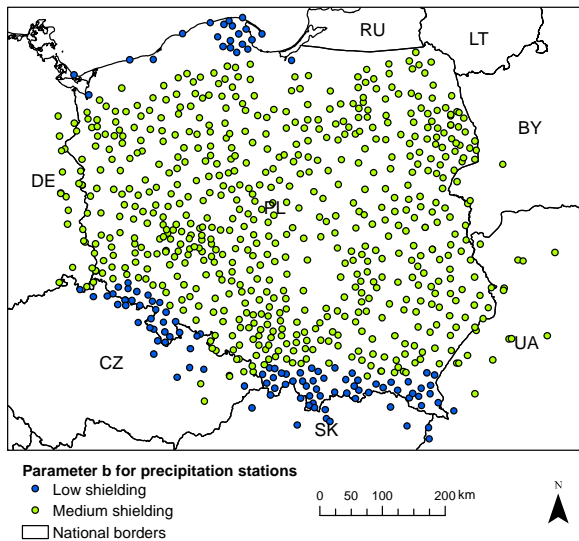 RU
LT
BY
DE
PL
UA
CZ
SK
Parameter b for precipitation stations
Low shielding
Medium shielding
National borders
0 50 100 200 km
N